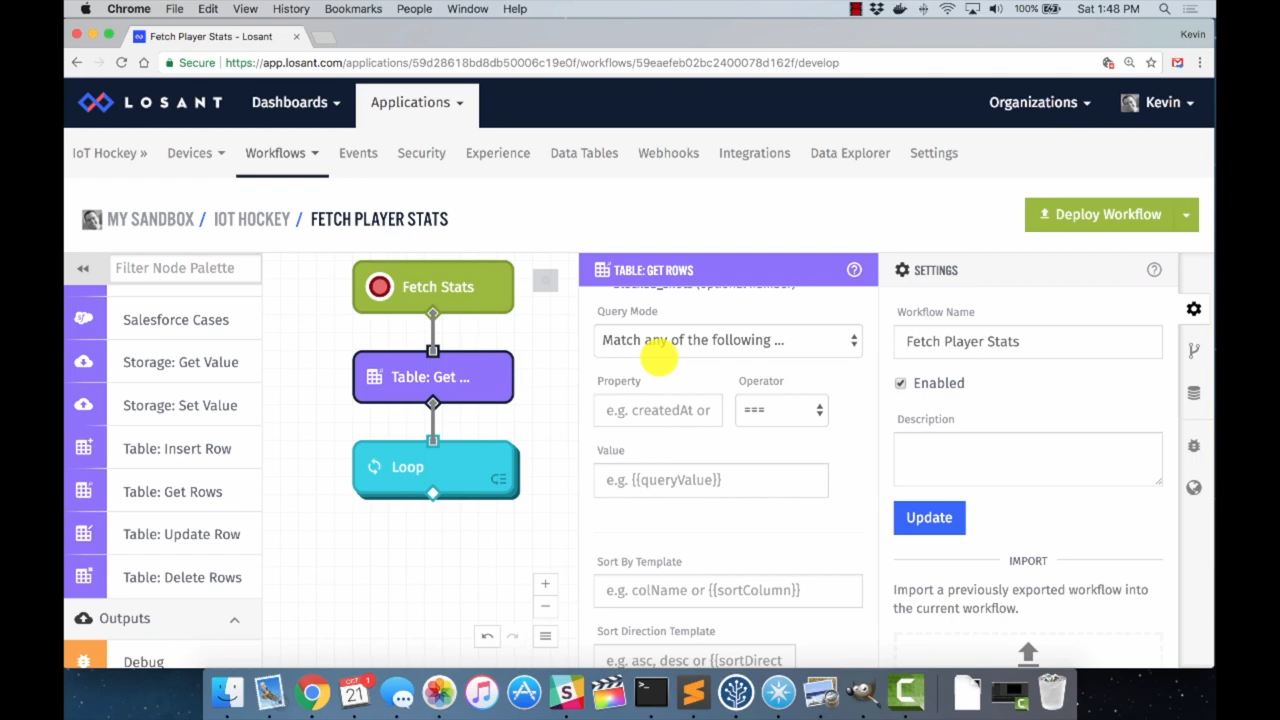 Chrome File Edit View History Bookmarks People Window Help 100% Sat 1:48 PM
Fetch Player Stats - Losant Kevin
Secure https://app.losant.com/applications/59d28618bd8db50006c19e0f/workflows/59eaefeb02bc2400078d162f/develop
LOSANT Dashboards Applications Organizations Kevin
IoT Hockey » Devices Workflows Events Security Experience Data Tables Webhooks Integrations Data Explorer Settings
MY SANDBOX / IOT HOCKEY / FETCH PLAYER STATS
Deploy Workflow
Filter Node Palette
Salesforce Cases
Storage: Get Value
Storage: Set Value
Table: Insert Row
Table: Get Rows
Table: Update Row
Table: Delete Rows
Outputs
Debug
Fetch Stats
Table: Get ...
Loop
TABLE: GET ROWS
Query Mode
Match any of the following ...
Property Operator
e.g. createdAt or ===
Value
e.g. {{queryValue}}
Sort By Template
e.g. colName or {{sortColumn}}
Sort Direction Template
e.g. asc, desc or {{sortDirect
SETTINGS
Workflow Name
Fetch Player Stats
Enabled
Description
Update
IMPORT
Import a previously exported workflow into
the current workflow.
OCT 1
21